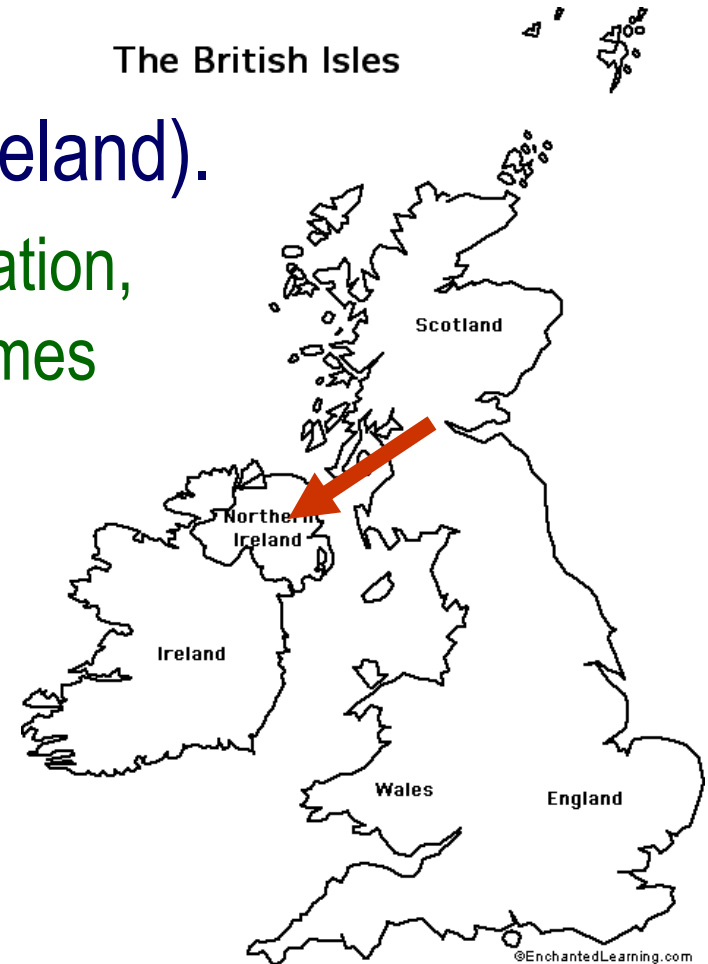 The British Isles
eland).
ation,
mes
Scotland
Northern
Ireland
Ireland
Wales
England
©EnchantedLearning.com